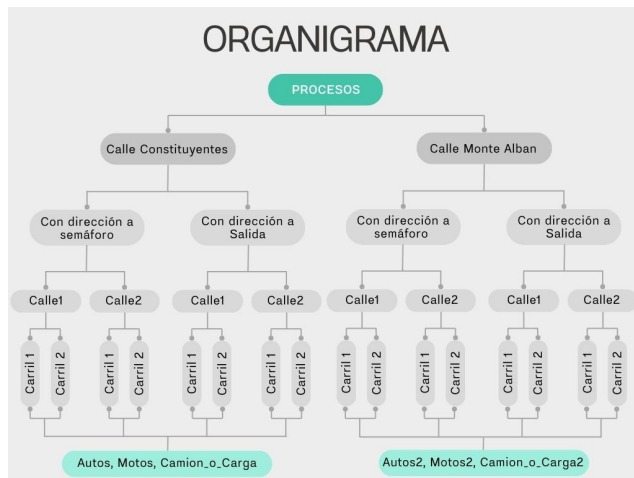 ORGANIGRAMA
PROCESOS
Calle Constituyentes
Calle Monte Alban
Con dirección a
semáforo
Con dirección a
Salida
Con dirección a
semáforo
Con dirección a
Salida
Calle1
Calle2
Calle1
Calle2
Calle1
Calle2
Calle1
Calle2
Carril 1
Carril 2
Carril 1
Carril 2
Carril 1
Carril 2
Carril 1
Carril 2
Carril 1
Carril 2
Carril 1
Carril 2
Carril 1
Carril 2
Carril 1
Carril 2
Autos, Motos, Camion_o_Carga
Autos2, Motos2, Camion_o_Carga2